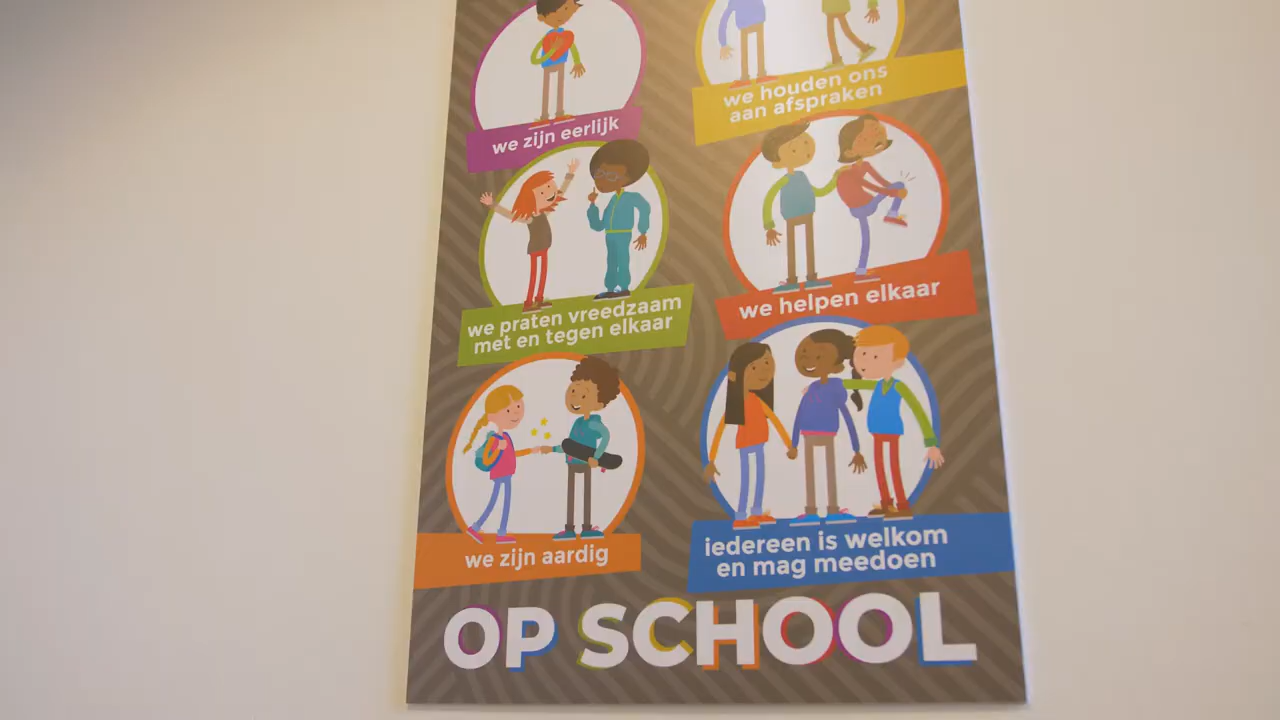 we zijn eerlijk
we houden ons
aan afspraken
we praten vreedzaam
met en tegen elkaar
we helpen elkaar
we zijn aardig
iedereen is welkom
en mag meedoen
OP SCHOOL